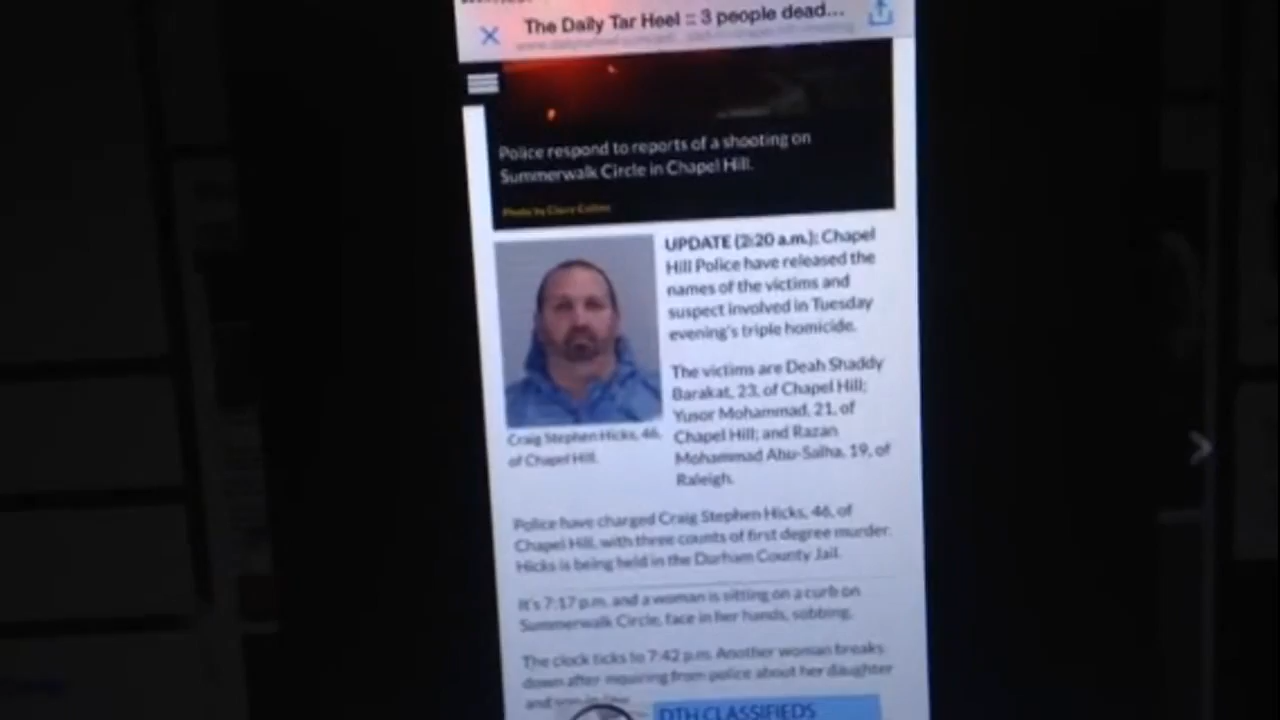 The Daily Tar Heel :: 3 people dead...
Police respond to reports of a shooting on
Summerwalk Circle in Chapel Hill.
Photo by Claire Collins
UPDATE (2:20 a.m.): Chapel
Hill Police have released the
names of the victims and
suspect involved in Tuesday
evening's triple homicide.
The victims are Deah Shaddy
Barakat, 23, of Chapel Hill;
Yusor Mohammad, 21, of
Chapel Hill; and Razan
Mohammad Abu-Salha, 19, of
Raleigh.
Craig Stephen Hicks, 46,
of Chapel Hill.
Police have charged Craig Stephen Hicks, 46, of
Chapel Hill, with three counts of first degree murder.
Hicks is being held in the Durham County Jail.
It's 7:17 p.m. and a woman is sitting on a curb on
Summerwalk Circle, face in her hands, sobbing.
The clock ticks to 7:42 p.m. Another woman breaks
down after inquiring from police about her daughter
and
DTH CLASSIFIEDS